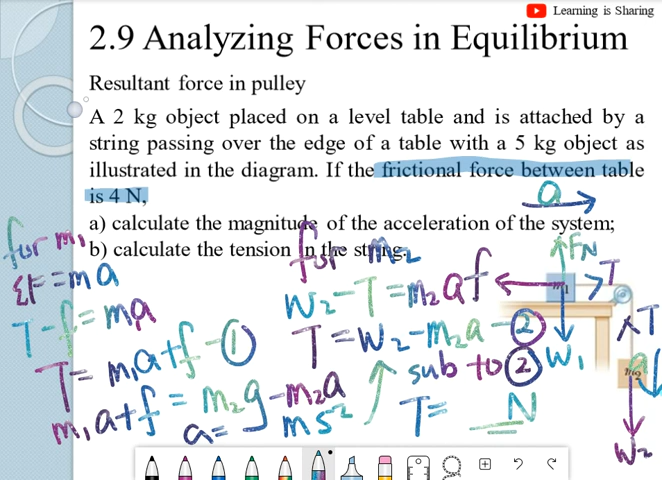 Learning is Sharing
2.9 Analyzing Forces in Equilibrium
Resultant force in pulley
A 2 kg object placed on a level table and is attached by a
string passing over the edge of a table with a 5 kg object as
illustrated in the diagram. If the frictional force between table
is 4 N,
a) calculate the magnitude of the acceleration of the system;
b) calculate the tension in the string.
a
for m₁
ΣF = ma
T - f = ma
T = m₁a + f - ①
m₁a + f = m₂g - m₂a
a = ms²
for m₂
W₂ - T = m₂a
T = W₂ - m₂a - ②
sub to ②
T = N
f
FN
m₁
T
W₁
T
a
m₂
W₂